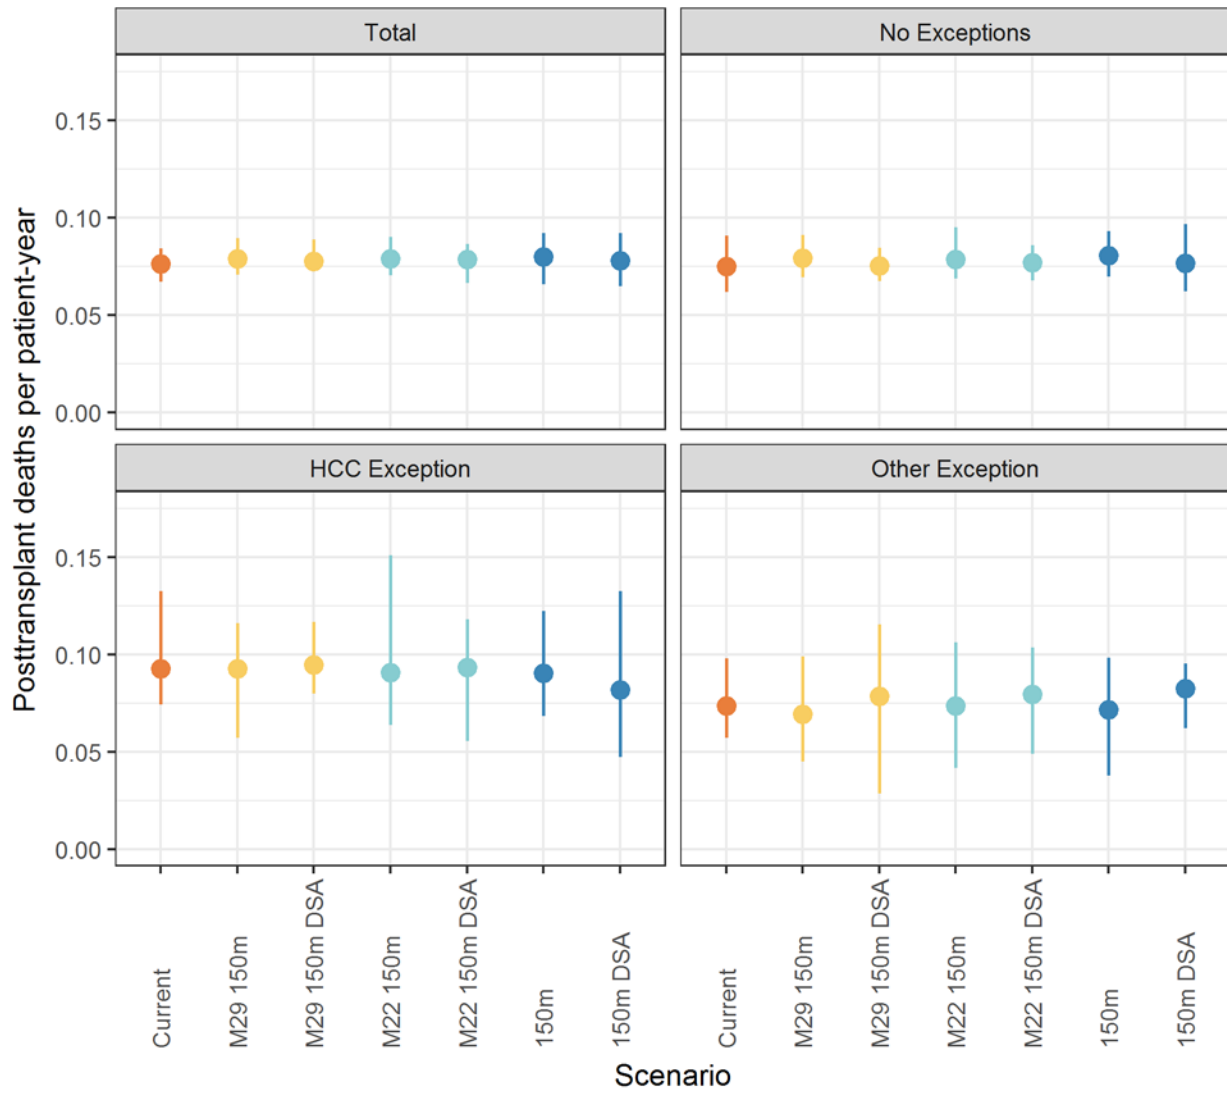 Total
No Exceptions
0.15
0.10
0.05
0.00
HCC Exception
Other Exception
0.15
0.10
0.05
0.00
Posttransplant deaths per patient-year
Current
M29 150m
M29 150m DSA
M22 150m
M22 150m DSA
150m
150m DSA
Current
M29 150m
M29 150m DSA
M22 150m
M22 150m DSA
150m
150m DSA
Scenario